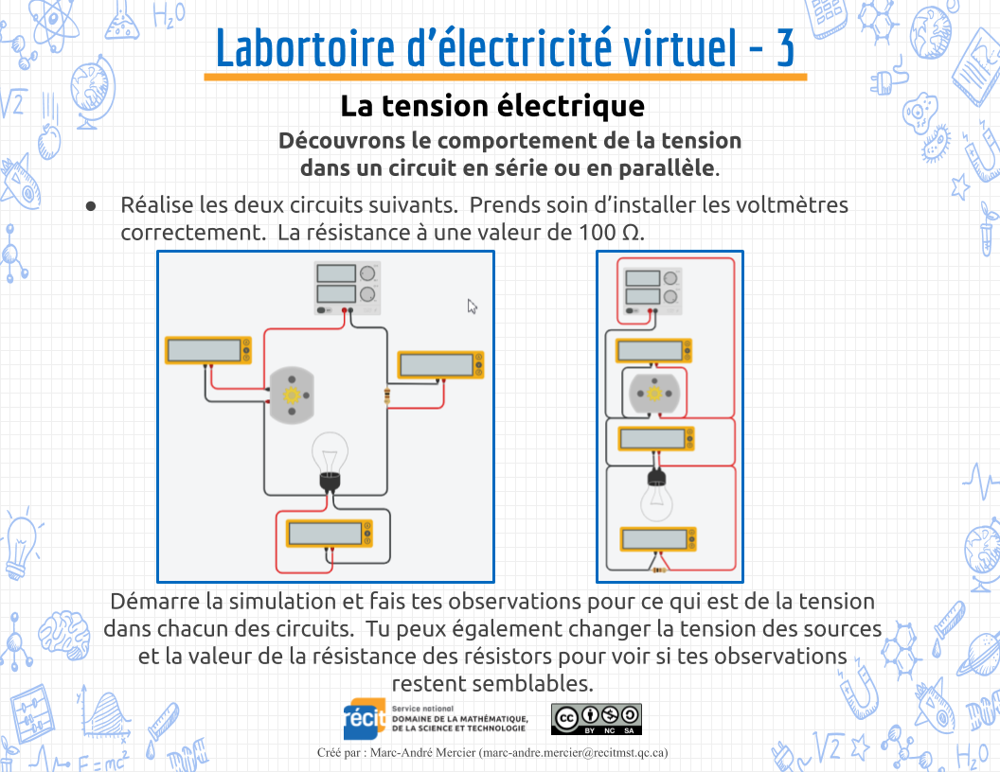 H₂O
Labortoire d'électricité virtuel - 3
√2
La tension électrique
Découvrons le comportement de la tension
dans un circuit en série ou en parallèle.
● Réalise les deux circuits suivants.  Prends soin d'installer les voltmètres
correctement.  La résistance à une valeur de 100 Ω.
Démarre la simulation et fais tes observations pour ce qui est de la tension
dans chacun des circuits.  Tu peux également changer la tension des sources
et la valeur de la résistance des résistors pour voir si tes observations
restent semblables.
récit
Service national
DOMAINE DE LA MATHÉMATIQUE,
DE LA SCIENCE ET TECHNOLOGIE
cc
BY NC SA
Créé par : Marc-André Mercier (marc-andre.mercier@recitmst.qc.ca)
y
x
E=mc²
√2
H₂O